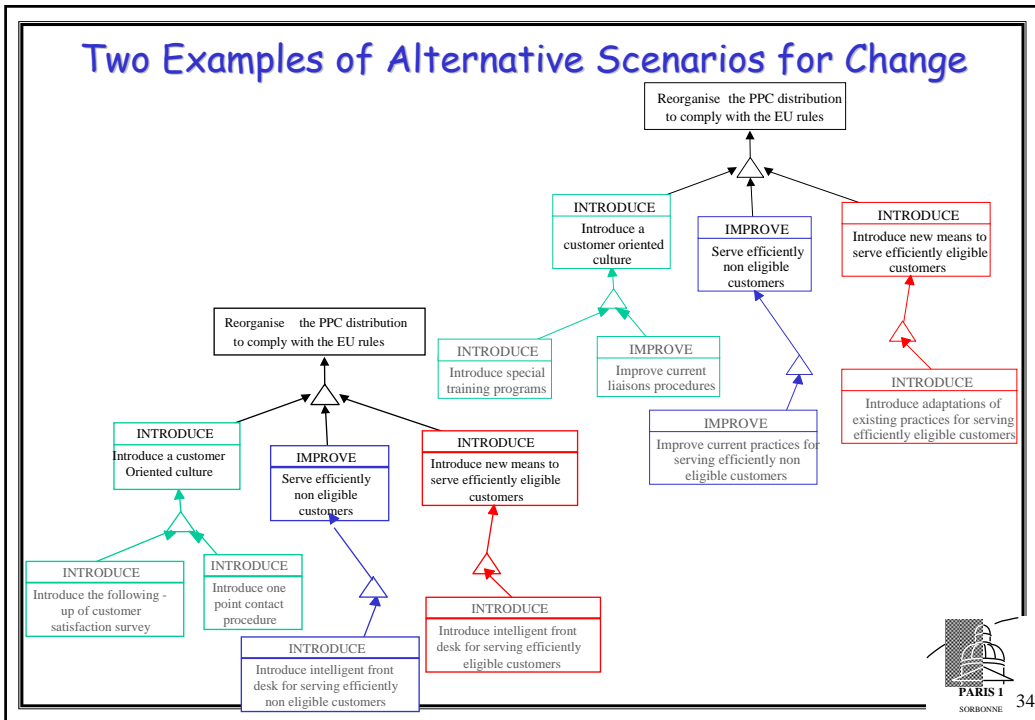 Two Examples of Alternative Scenarios for Change
Reorganise the PPC distribution
to comply with the EU rules
INTRODUCE
Introduce a
customer oriented
culture
IMPROVE
Serve efficiently
non eligible
customers
INTRODUCE
Introduce new means to
serve efficiently eligible
customers
INTRODUCE
Introduce special
training programs
IMPROVE
Improve current
liaisons procedures
IMPROVE
Improve current practices for
serving efficiently non
eligible customers
INTRODUCE
Introduce adaptations of
existing practices for serving
efficiently eligible customers
Reorganise the PPC distribution
to comply with the EU rules
INTRODUCE
Introduce a customer
Oriented culture
IMPROVE
Serve efficiently
non eligible
customers
INTRODUCE
Introduce new means to
serve efficiently eligible
customers
INTRODUCE
Introduce the following -
up of customer
satisfaction survey
INTRODUCE
Introduce one
point contact
procedure
INTRODUCE
Introduce intelligent front
desk for serving efficiently
non eligible customers
INTRODUCE
Introduce intelligent front
desk for serving efficiently
eligible customers
PARIS 1
SORBONNE
34